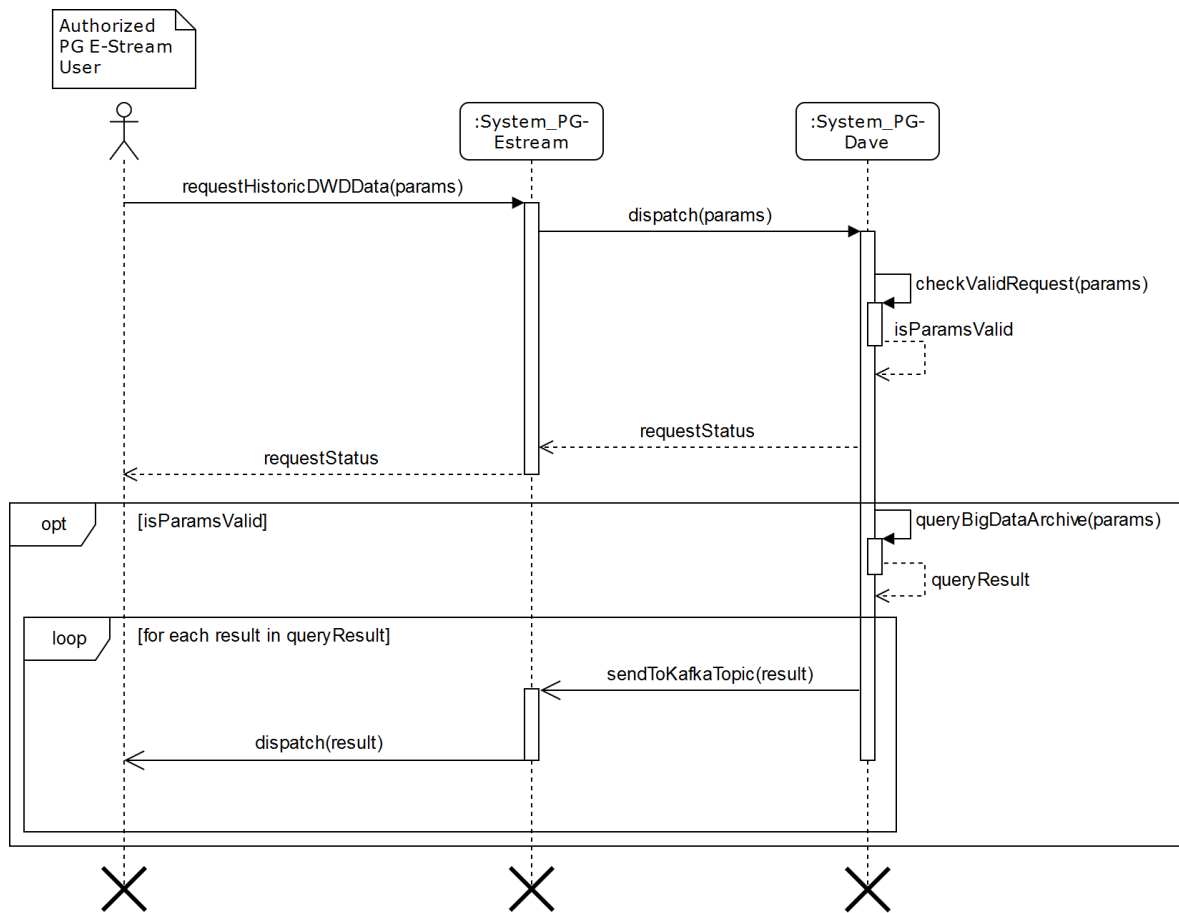 Authorized
PG E-Stream
User
:System_PG-
Estream
:System_PG-
Dave
requestHistoricDWDData(params)
dispatch(params)
checkValidRequest(params)
isParamsValid
requestStatus
requestStatus
opt
[isParamsValid]
queryBigDataArchive(params)
queryResult
loop
[for each result in queryResult]
sendToKafkaTopic(result)
dispatch(result)